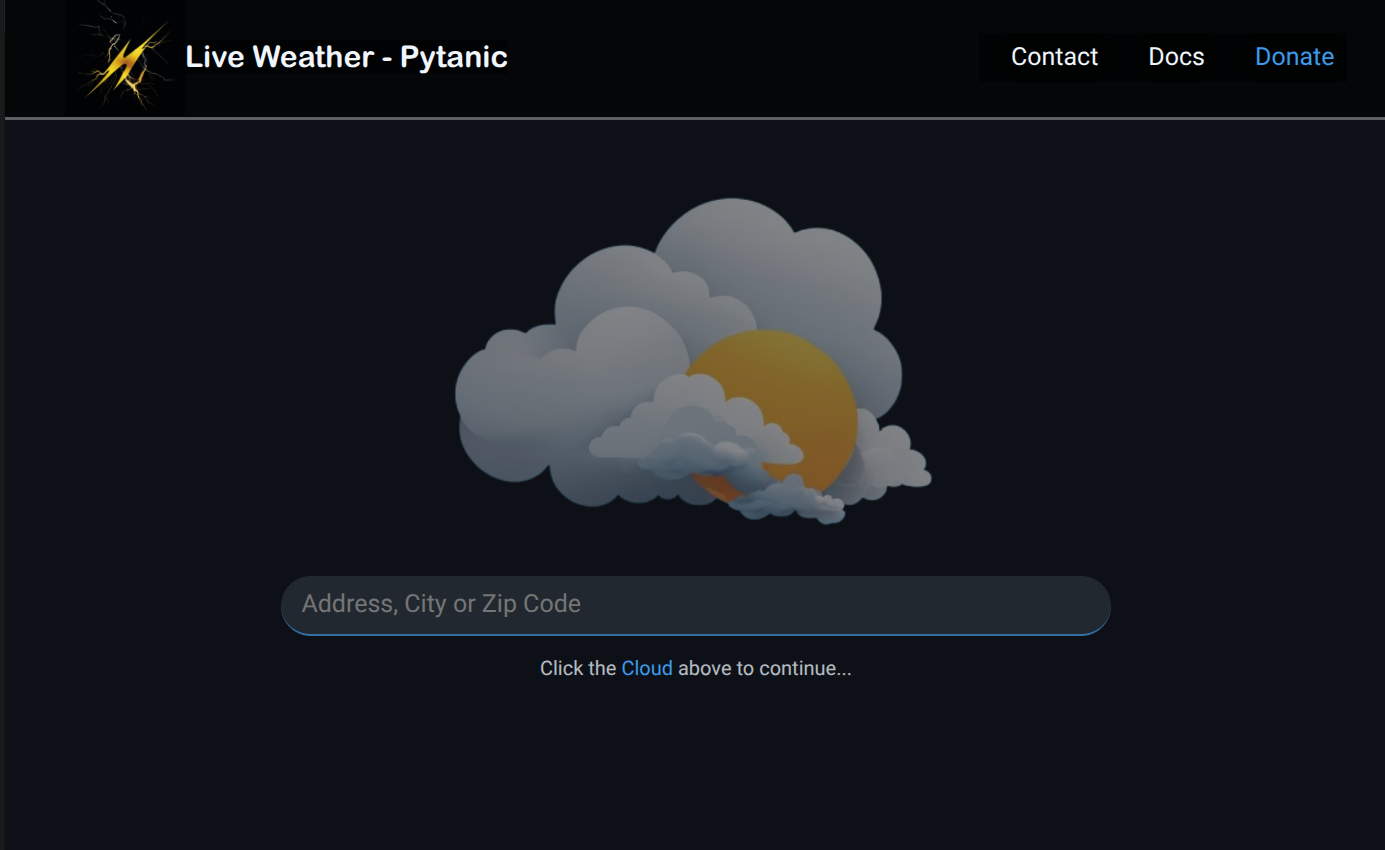 Live Weather - Pytanic
Contact Docs Donate
Address, City or Zip Code
Click the Cloud above to continue...